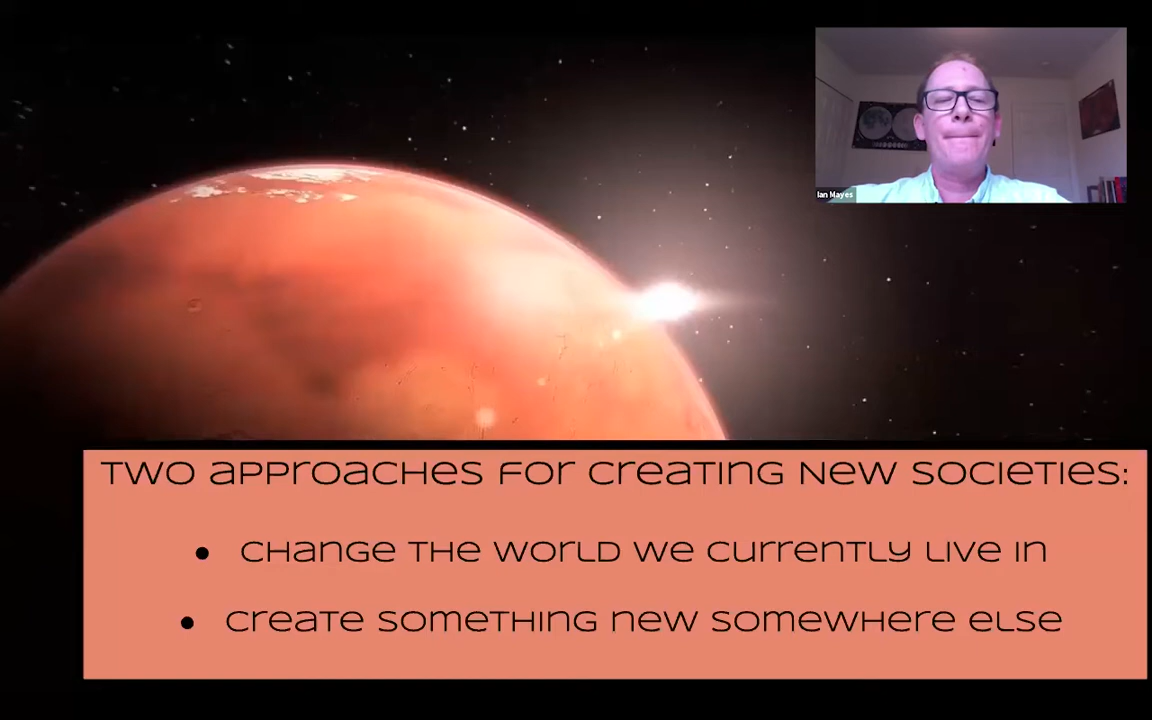 Ian Mayes
Two approaches for creating new societies:
● change the world we currently live in
● create something new somewhere else